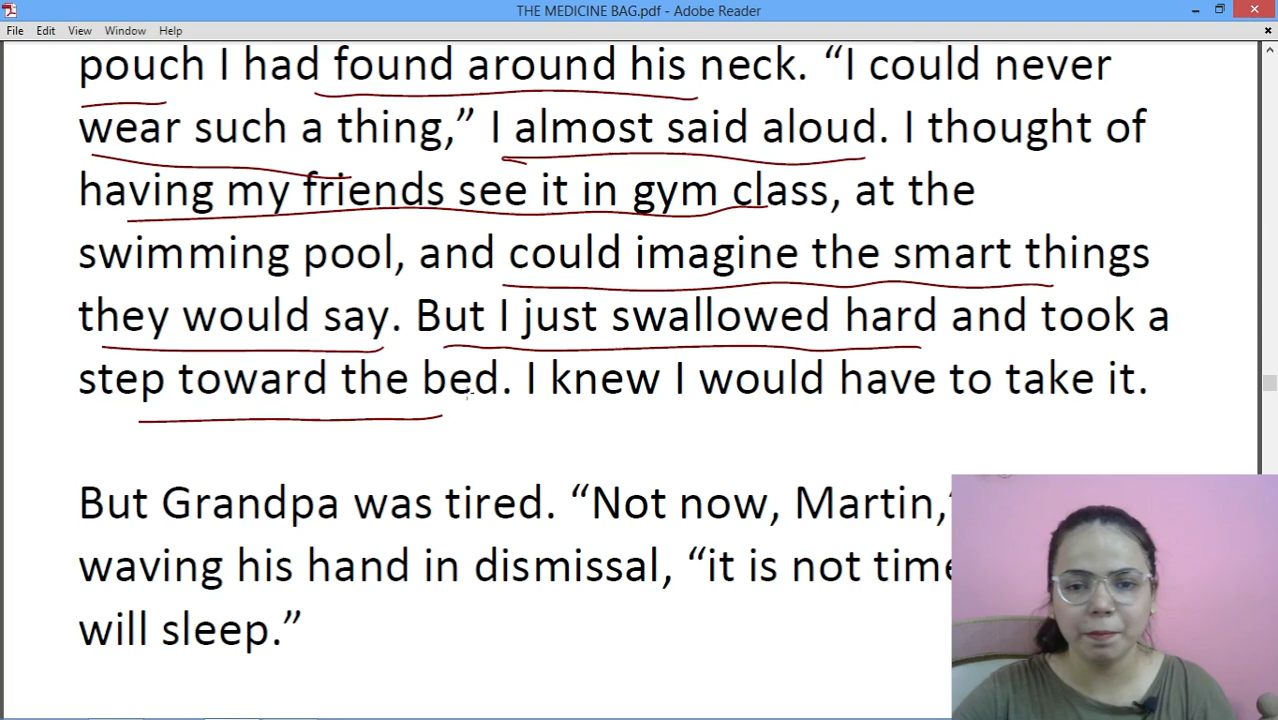 THE MEDICINE BAG.pdf - Adobe Reader
File Edit View Window Help
pouch I had found around his neck. “I could never
wear such a thing,” I almost said aloud. I thought of
having my friends see it in gym class, at the
swimming pool, and could imagine the smart things
they would say. But I just swallowed hard and took a
step toward the bed. I knew I would have to take it.
But Grandpa was tired. “Not now, Martin,”
waving his hand in dismissal, “it is not time
will sleep.”